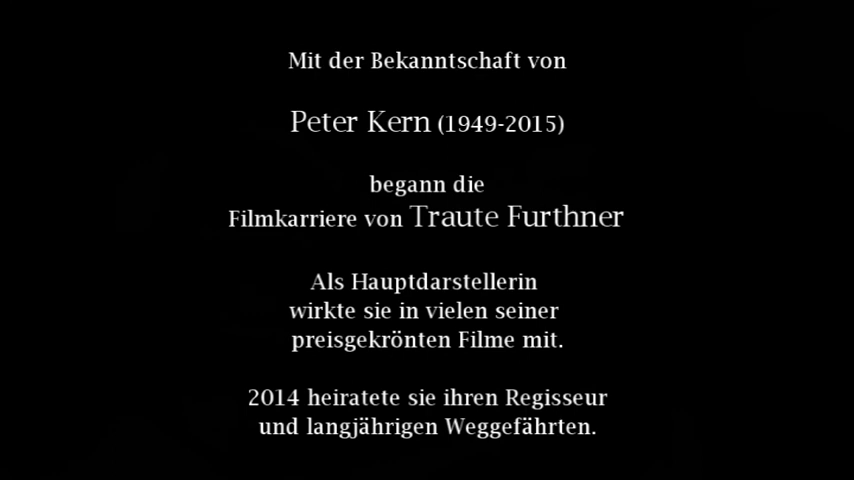 Mit der Bekanntschaft von
Peter Kern (1949-2015)
begann die
Filmkarriere von Traute Furthner
Als Hauptdarstellerin
wirkte sie in vielen seiner
preisgekrönten Filme mit.
2014 heiratete sie ihren Regisseur
und langjährigen Weggefährten.